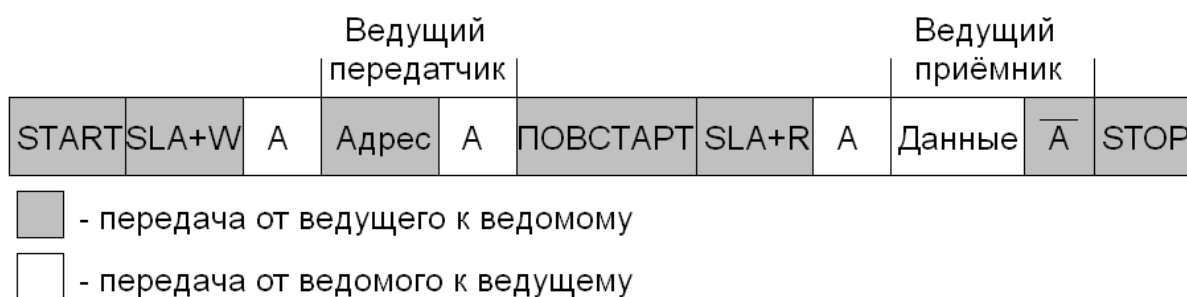 Ведущий передатчик
Ведущий приёмник
START SLA+W A Адрес A ПОВСТАРТ SLA+R A Данные A̅ STOP
- передача от ведущего к ведомому
- передача от ведомого к ведущему